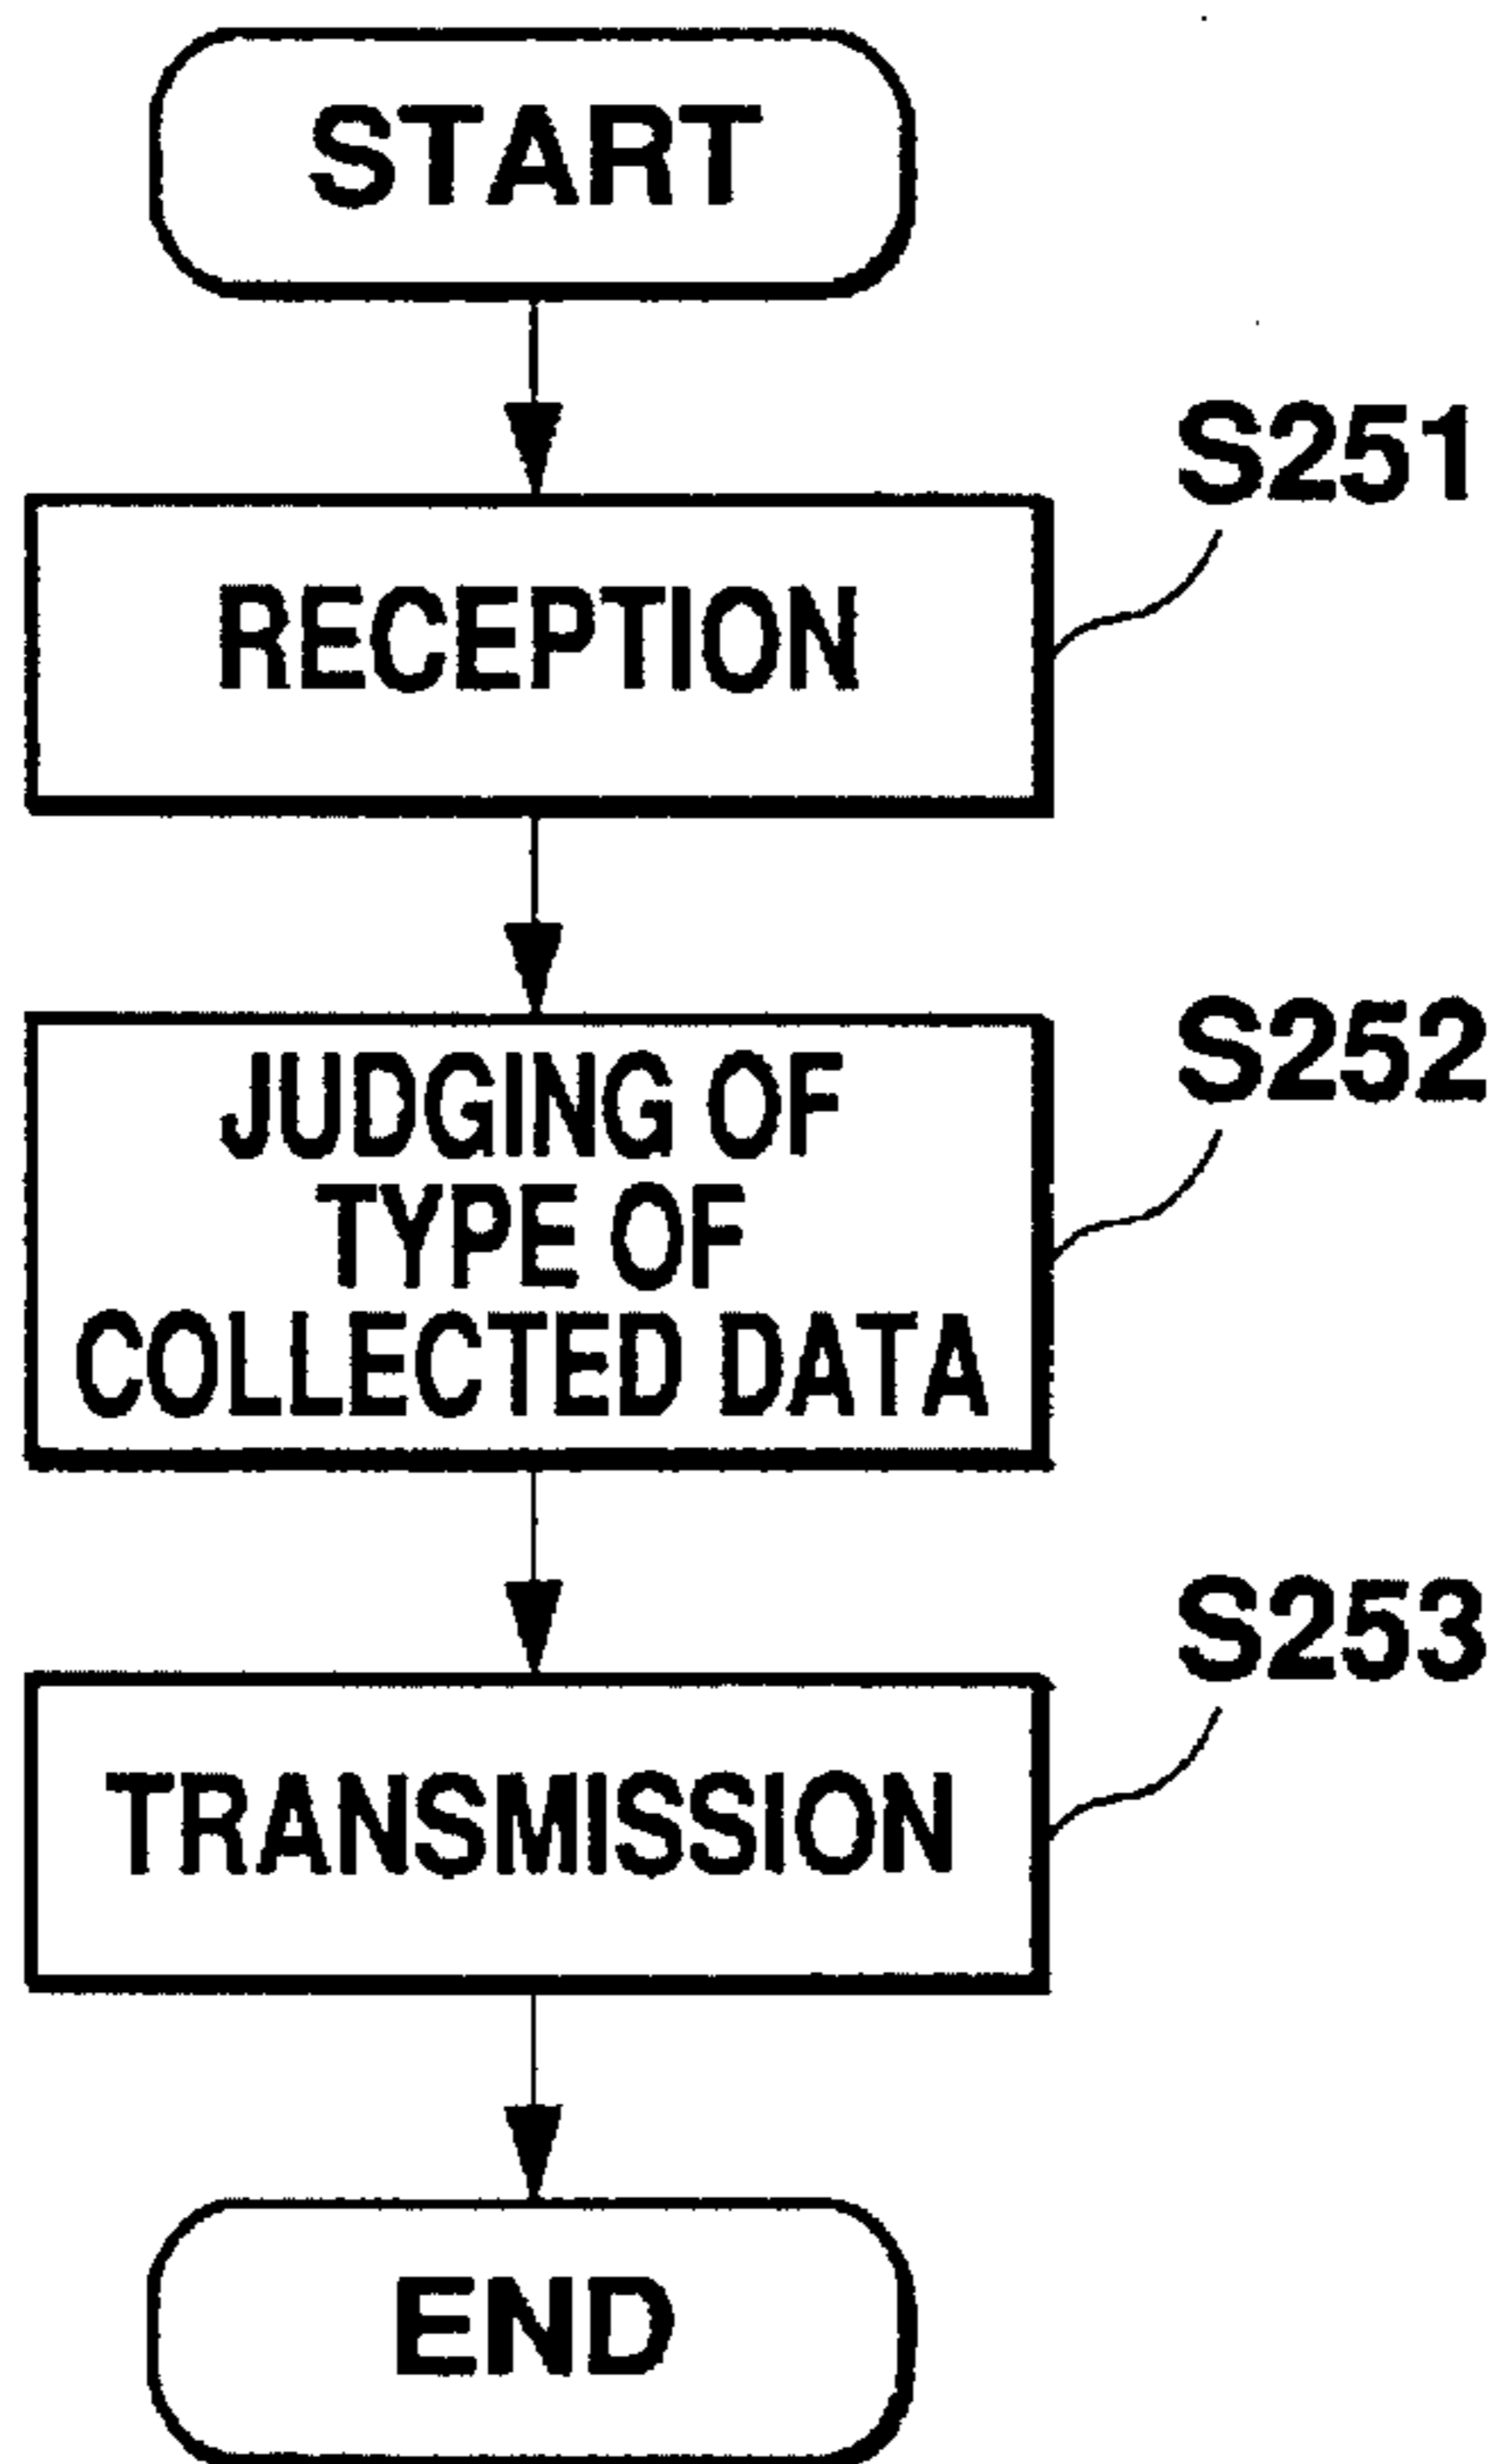 START
S251
RECEPTION
S252
JUDGING OF
TYPE OF
COLLECTED DATA
S253
TRANSMISSION
END